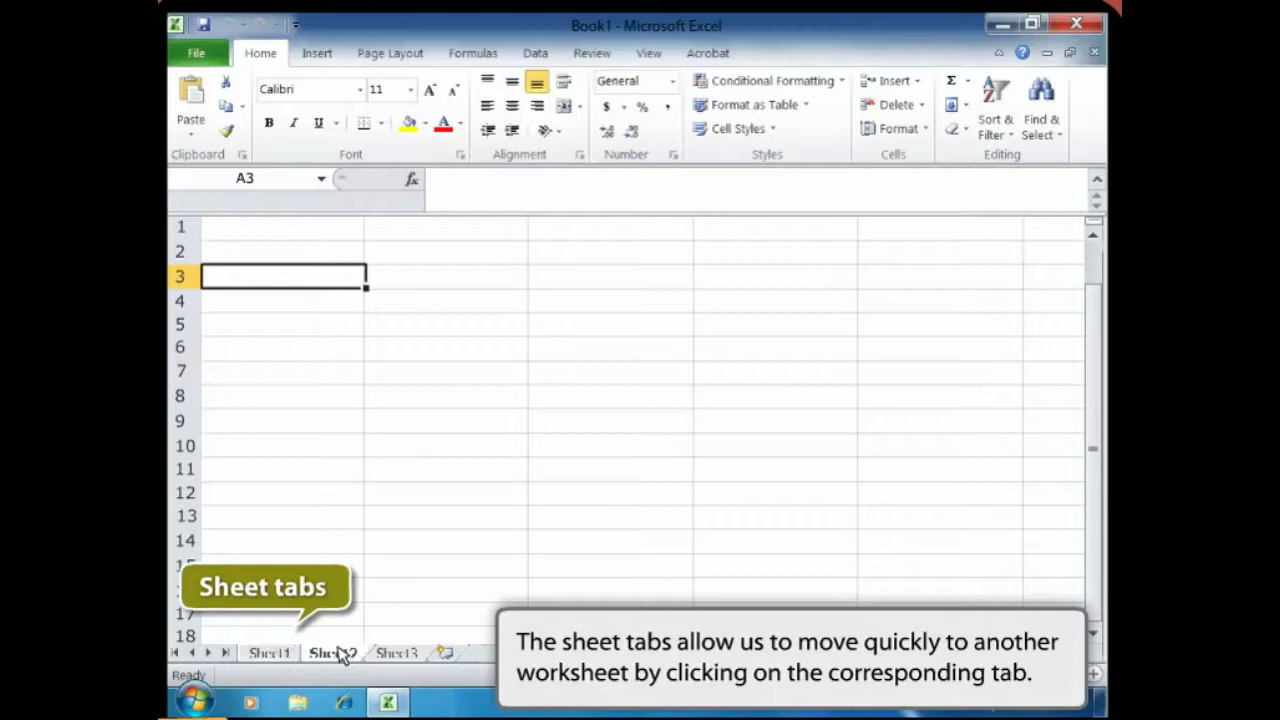 Book1 - Microsoft Excel
File Home Insert Page Layout Formulas Data Review View Acrobat
Calibri 11 General Conditional Formatting Insert Σ
Format as Table Delete
Paste B I U $ % , Cell Styles Format Sort & Find &
Filter Select
Clipboard Font Alignment Number Styles Cells Editing
A3 fx
1
2
3
4
5
6
7
8
9
10
11
12
13
14
Sheet tabs
17
18
Sheet1 Sheet2 Sheet3
Ready
The sheet tabs allow us to move quickly to another
worksheet by clicking on the corresponding tab.